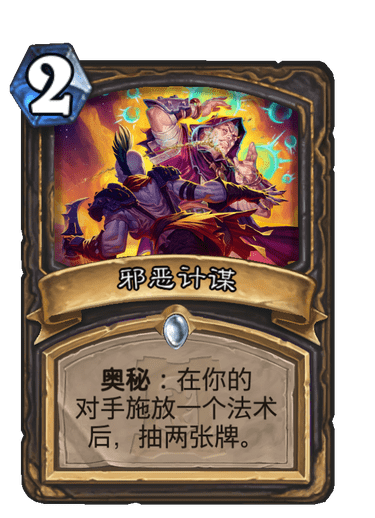 2
邪恶计谋
奥秘：在你的
对手施放一个法术
后，抽两张牌。